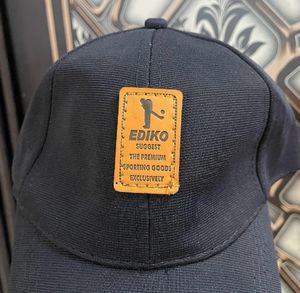 EDIKO
SUGGEST
THE PREMIUM
SPORTING GOODS
EXCLUSIVELY